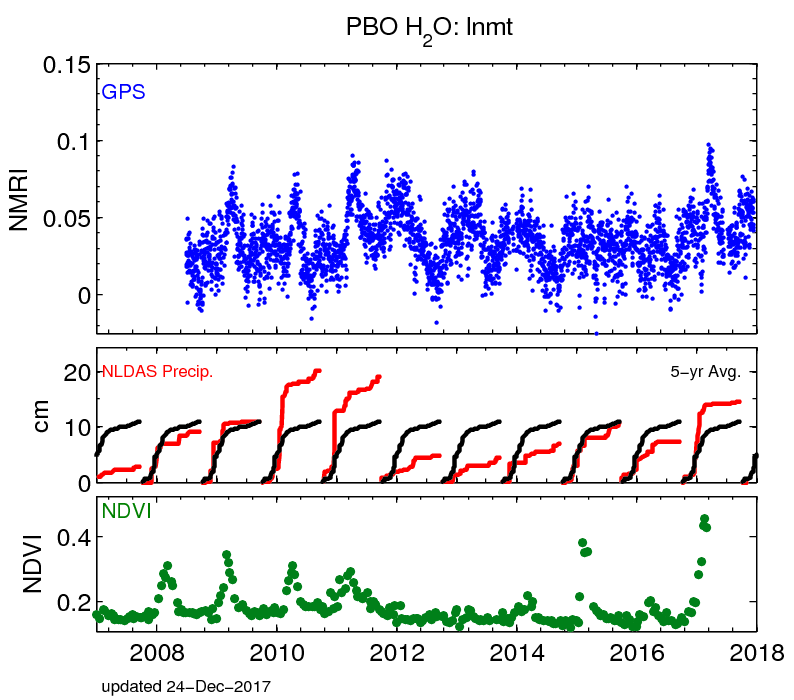 PBO H₂O: lnmt
0.15
GPS
0.1
NMRI
0.05
0
NLDAS Precip.
5-yr Avg.
20
cm
10
0
NDVI
0.4
NDVI
0.2
2008 2010 2012 2014 2016 2018
updated 24-Dec-2017